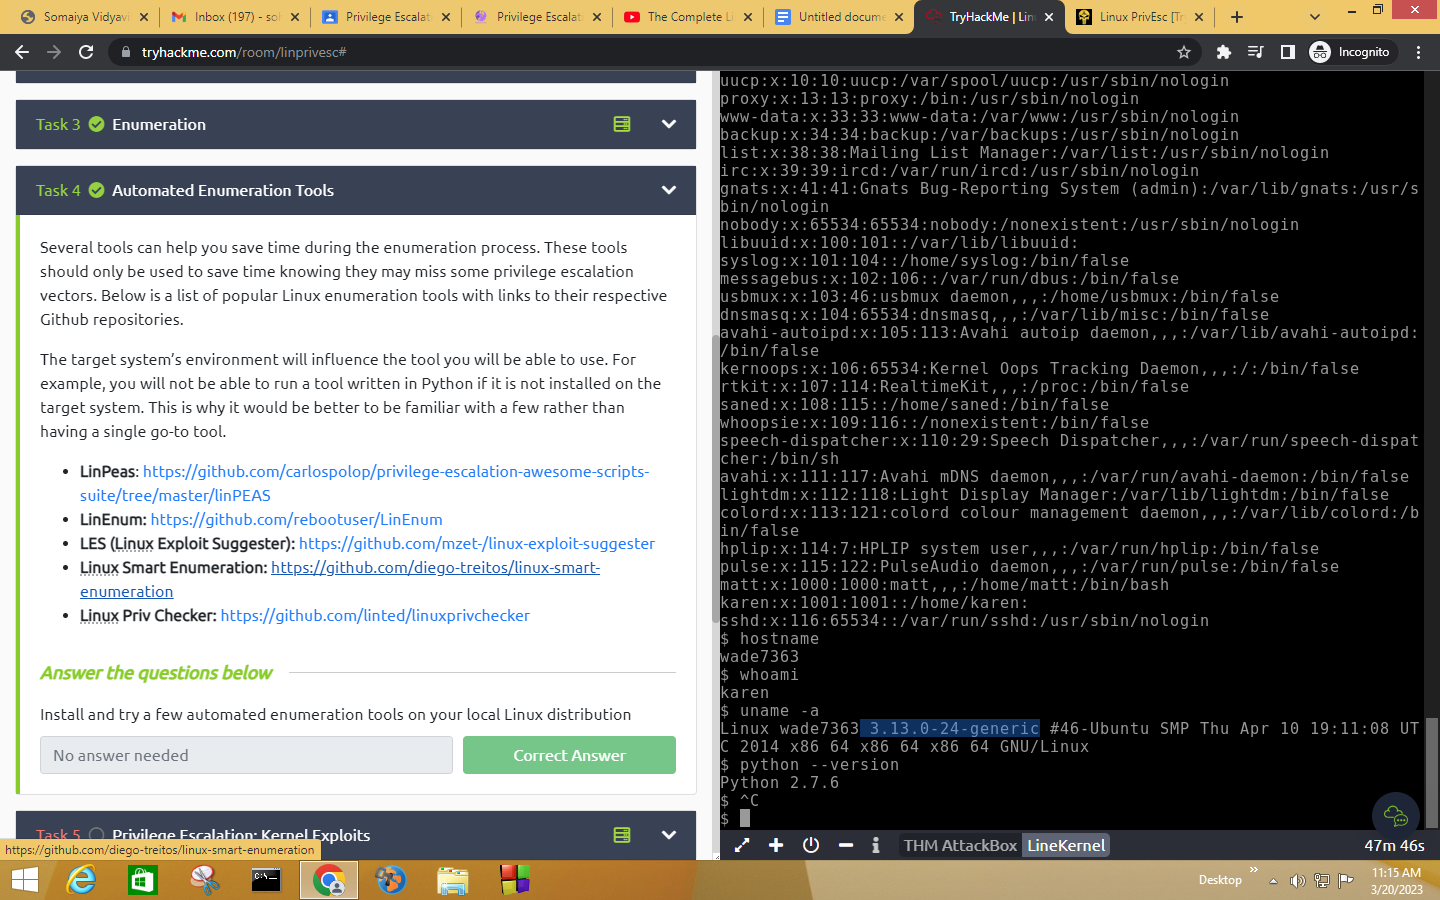 Somaiya Vidyavi
Inbox (197) - soh
Privilege Escalat
Privilege Escalat
The Complete Li
Untitled docume
TryHackMe | Lin
Linux PrivEsc [Tr
tryhackme.com/room/linprivesc#
Incognito
Task 3 Enumeration
Task 4 Automated Enumeration Tools
Several tools can help you save time during the enumeration process. These tools
should only be used to save time knowing they may miss some privilege escalation
vectors. Below is a list of popular Linux enumeration tools with links to their respective
Github repositories.
The target system's environment will influence the tool you will be able to use. For
example, you will not be able to run a tool written in Python if it is not installed on the
target system. This is why it would be better to be familiar with a few rather than
having a single go-to tool.
• LinPeas: https://github.com/carlospolop/privilege-escalation-awesome-scripts-
suite/tree/master/linPEAS
• LinEnum: https://github.com/rebootuser/LinEnum
• LES (Linux Exploit Suggester): https://github.com/mzet-/linux-exploit-suggester
• Linux Smart Enumeration: https://github.com/diego-treitos/linux-smart-
enumeration
• Linux Priv Checker: https://github.com/linted/linuxprivchecker
Answer the questions below
Install and try a few automated enumeration tools on your local Linux distribution
No answer needed
Correct Answer
Task 5 Privilege Escalation: Kernel Exploits
https://github.com/diego-treitos/linux-smart-enumeration
uucp:x:10:10:uucp:/var/spool/uucp:/usr/sbin/nologin
proxy:x:13:13:proxy:/bin:/usr/sbin/nologin
www-data:x:33:33:www-data:/var/www:/usr/sbin/nologin
backup:x:34:34:backup:/var/backups:/usr/sbin/nologin
list:x:38:38:Mailing List Manager:/var/list:/usr/sbin/nologin
irc:x:39:39:ircd:/var/run/ircd:/usr/sbin/nologin
gnats:x:41:41:Gnats Bug-Reporting System (admin):/var/lib/gnats:/usr/s
bin/nologin
nobody:x:65534:65534:nobody:/nonexistent:/usr/sbin/nologin
libuuid:x:100:101::/var/lib/libuuid:
syslog:x:101:104::/home/syslog:/bin/false
messagebus:x:102:106::/var/run/dbus:/bin/false
usbmux:x:103:46:usbmux daemon,,,:/home/usbmux:/bin/false
dnsmasq:x:104:65534:dnsmasq,,,:/var/lib/misc:/bin/false
avahi-autoipd:x:105:113:Avahi autoip daemon,,,:/var/lib/avahi-autoipd:
/bin/false
kernoops:x:106:65534:Kernel Oops Tracking Daemon,,,:/:/bin/false
rtkit:x:107:114:RealtimeKit,,,:/proc:/bin/false
saned:x:108:115::/home/saned:/bin/false
whoopsie:x:109:116::/nonexistent:/bin/false
speech-dispatcher:x:110:29:Speech Dispatcher,,,:/var/run/speech-dispat
cher:/bin/sh
avahi:x:111:117:Avahi mDNS daemon,,,:/var/run/avahi-daemon:/bin/false
lightdm:x:112:118:Light Display Manager:/var/lib/lightdm:/bin/false
colord:x:113:121:colord colour management daemon,,,:/var/lib/colord:/b
in/false
hplip:x:114:7:HPLIP system user,,,:/var/run/hplip:/bin/false
pulse:x:115:122:PulseAudio daemon,,,:/var/run/pulse:/bin/false
matt:x:1000:1000:matt,,,:/home/matt:/bin/bash
karen:x:1001:1001::/home/karen:
sshd:x:116:65534::/var/run/sshd:/usr/sbin/nologin
$ hostname
wade7363
$ whoami
karen
$ uname -a
Linux wade7363 3.13.0-24-generic #46-Ubuntu SMP Thu Apr 10 19:11:08 UT
C 2014 x86 64 x86 64 x86 64 GNU/Linux
$ python --version
Python 2.7.6
$ ^C
$
THM AttackBox
LineKernel
47m 46s
Desktop
11:15 AM
3/20/2023